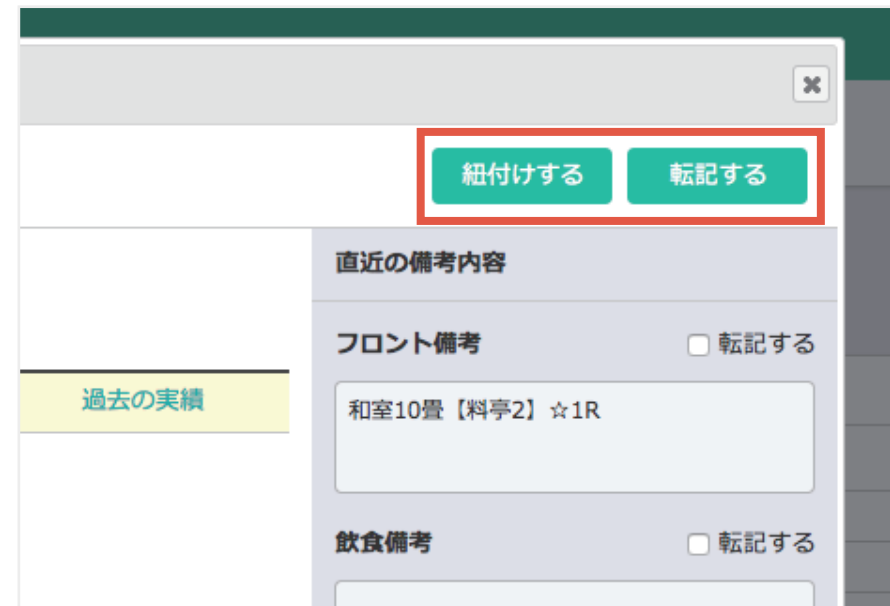 紐付けする
転記する
直近の備考内容
フロント備考
転記する
過去の実績
和室10畳【料亭2】☆1R
飲食備考
転記する